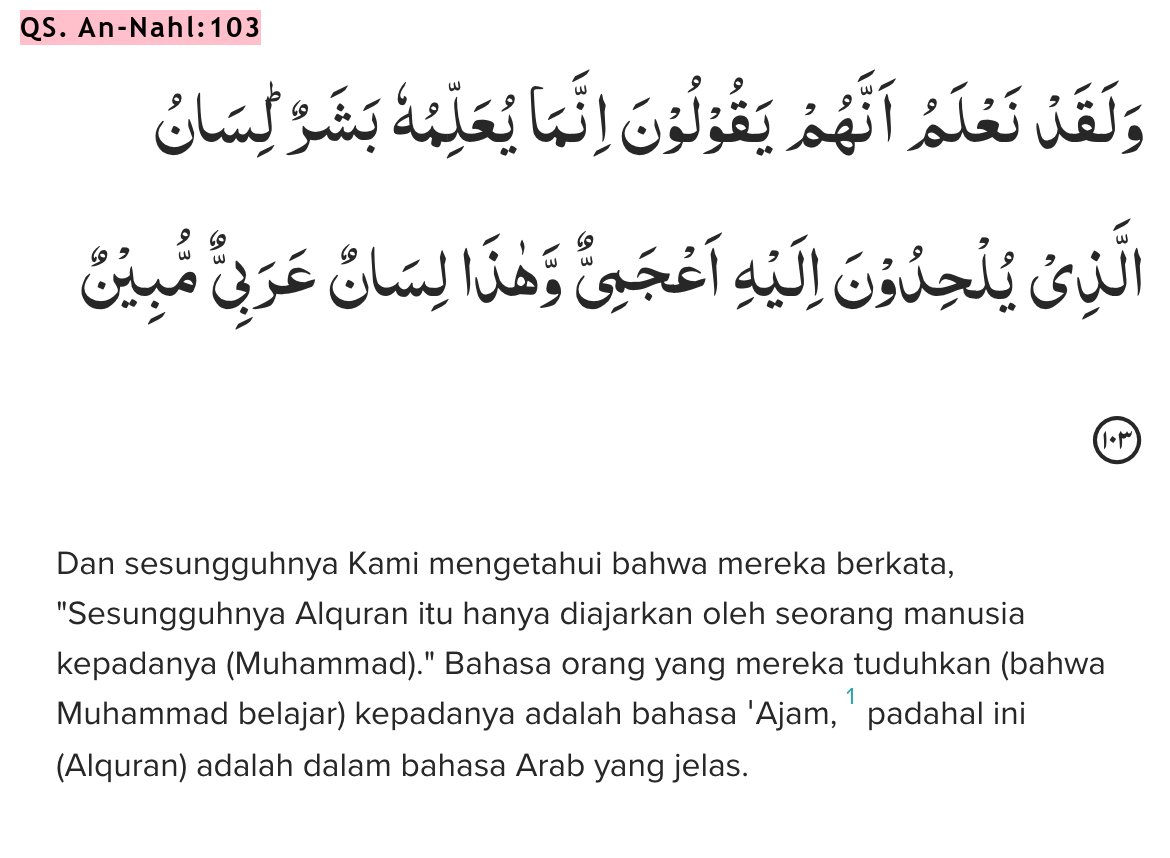 QS. An-Nahl:103
وَلَقَدْ نَعْلَمُ اَنَّهُمْ يَقُوْلُوْنَ اِنَّمَا يُعَلِّمُهٗ بَشَرٌۗ لِسَانُ
الَّذِيْ يُلْحِدُوْنَ اِلَيْهِ اَعْجَمِيٌّ وَّهٰذَا لِسَانٌ عَرَبِيٌّ مُّبِيْنٌ
١٠٣
Dan sesungguhnya Kami mengetahui bahwa mereka berkata,
"Sesungguhnya Alquran itu hanya diajarkan oleh seorang manusia
kepadanya (Muhammad)." Bahasa orang yang mereka tuduhkan (bahwa
Muhammad belajar) kepadanya adalah bahasa 'Ajam, 1 padahal ini
(Alquran) adalah dalam bahasa Arab yang jelas.